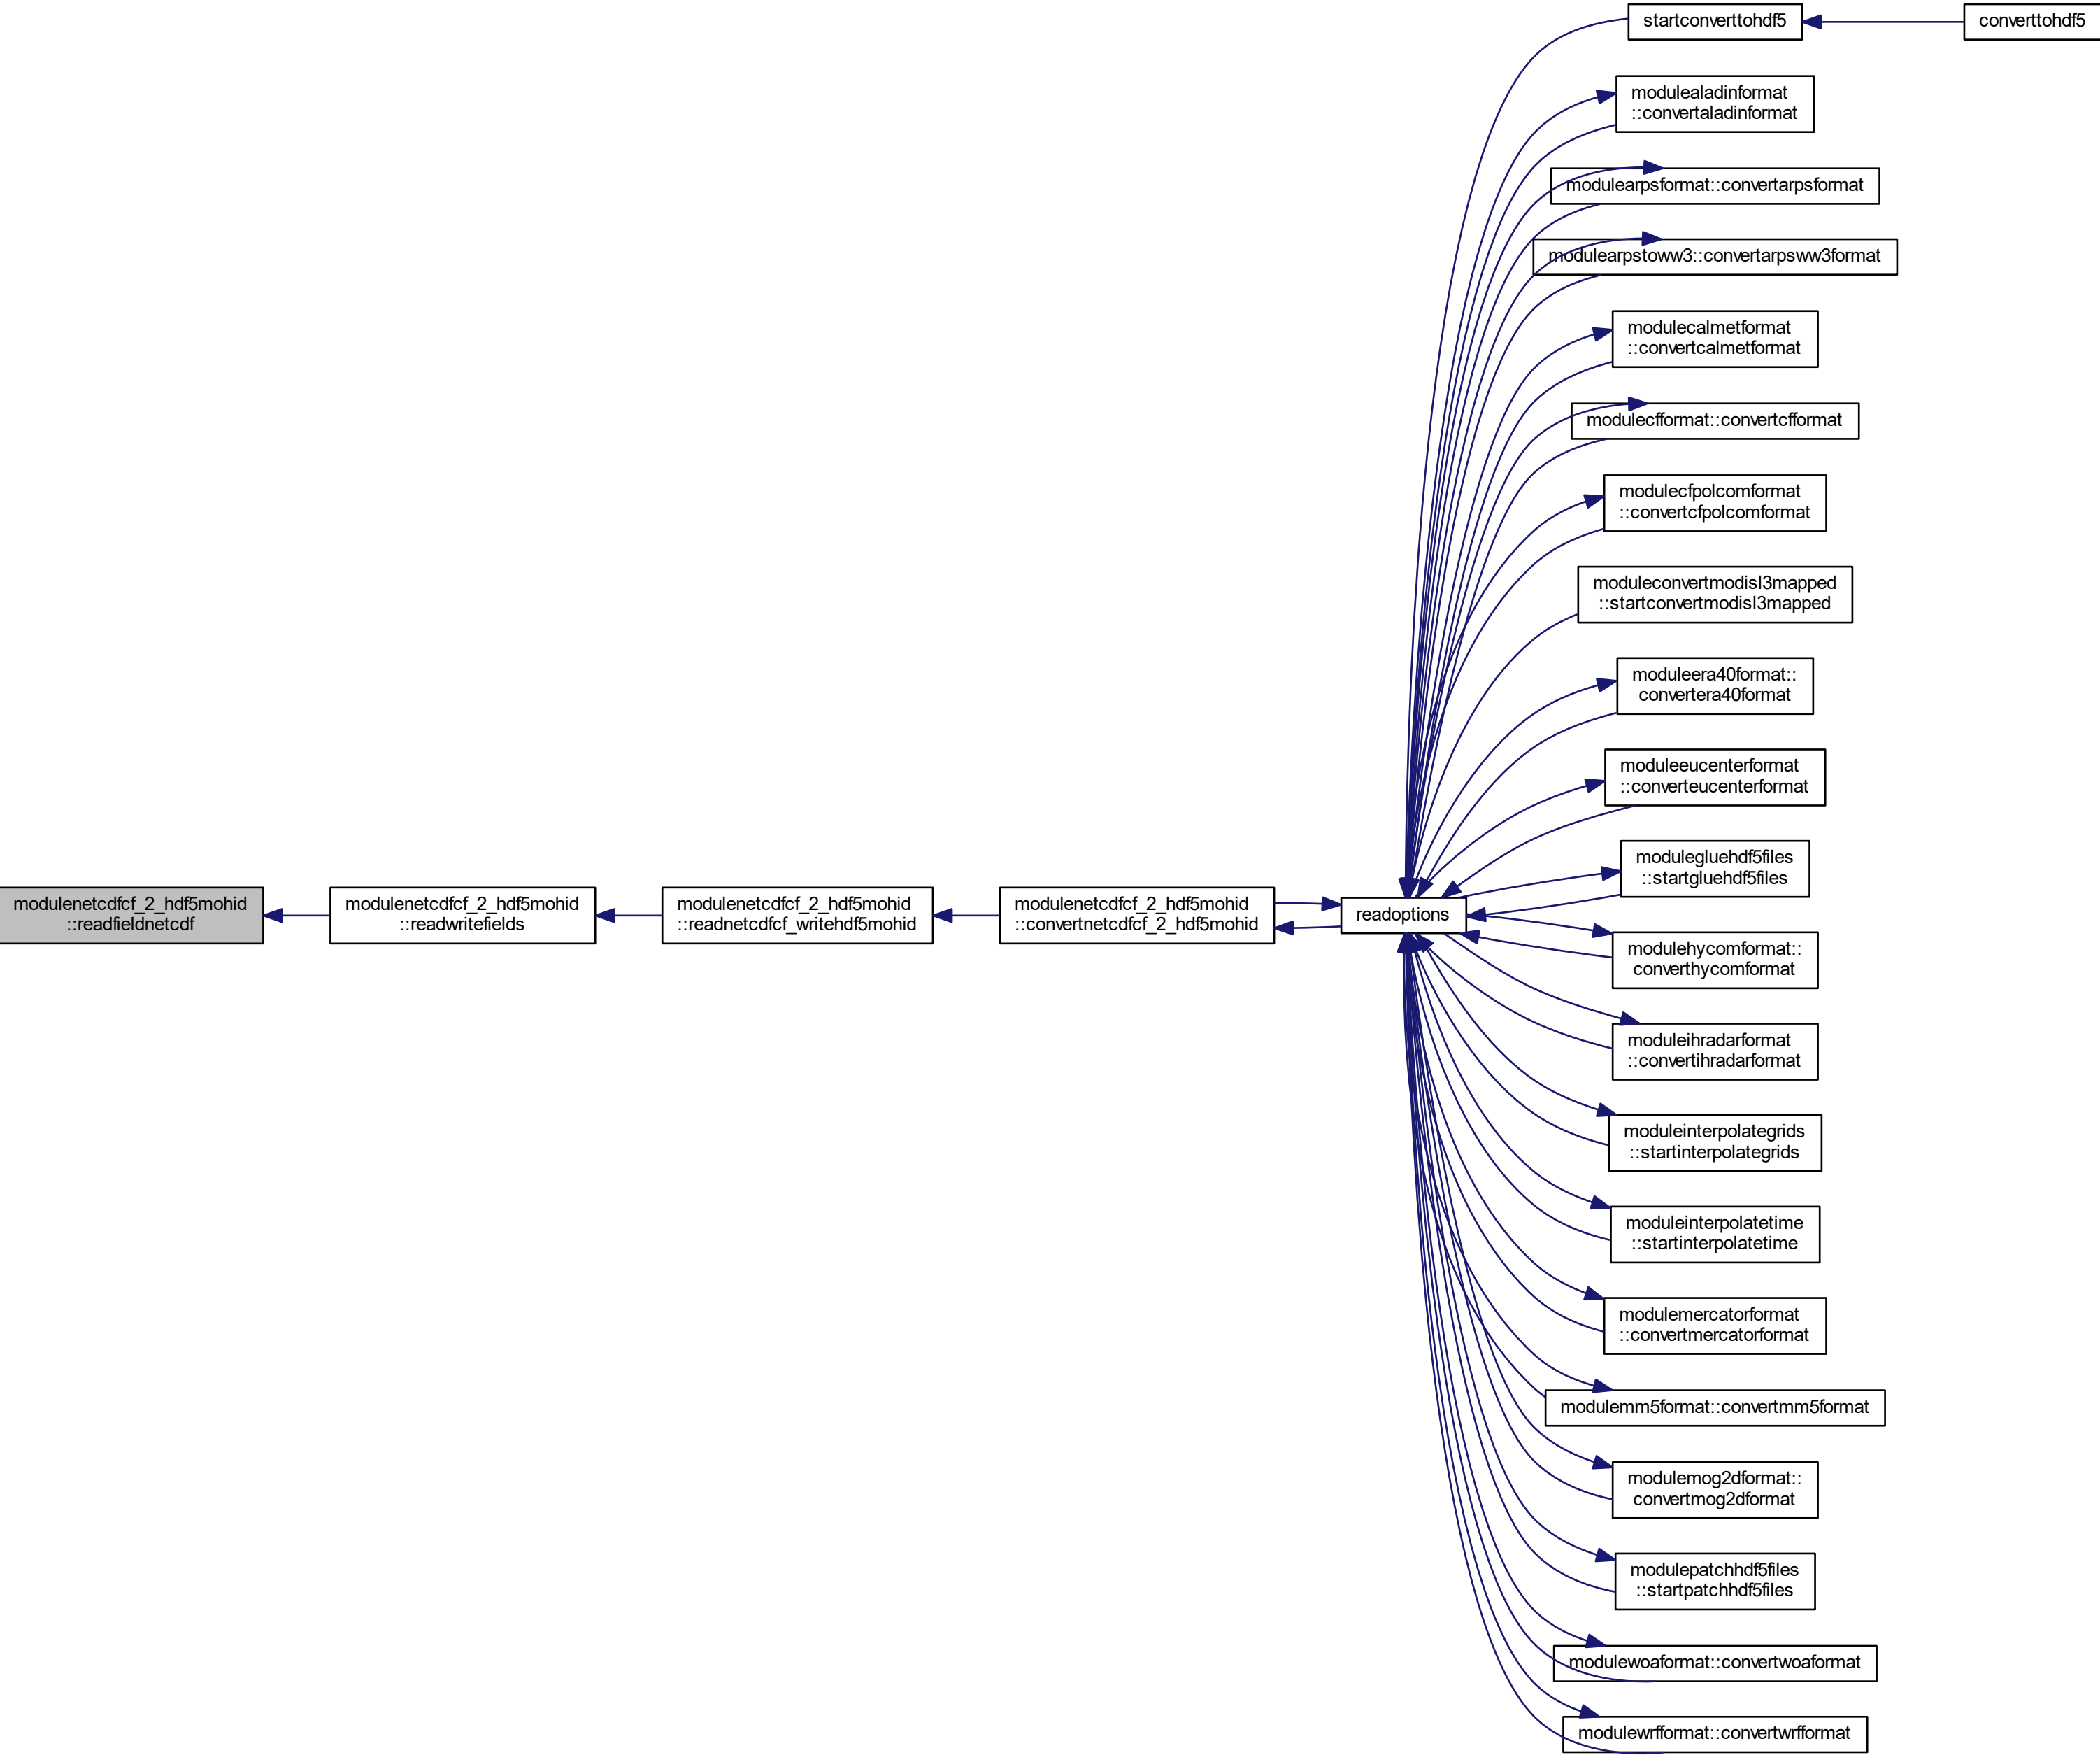 modulenetcdfcf_2_hdf5mohid
::readfieldnetcdf
modulenetcdfcf_2_hdf5mohid
::readwritefields
modulenetcdfcf_2_hdf5mohid
::readnetcdfcf_writehdf5mohid
modulenetcdfcf_2_hdf5mohid
::convertnetcdfcf_2_hdf5mohid
readoptions
startconverttohdf5
converttohdf5
modulealadinformat
::convertaladinformat
modulearpsformat::convertarpsformat
modulearpstoww3::convertarpsww3format
modulecalmetformat
::convertcalmetformat
modulecfformat::convertcfformat
modulecfpolcomformat
::convertcfpolcomformat
moduleconvertmodisl3mapped
::startconvertmodisl3mapped
moduleera40format::
convertera40format
moduleeucenterformat
::converteucenterformat
modulegluehdf5files
::startgluehdf5files
modulehycomformat::
converthycomformat
moduleihradarformat
::convertihradarformat
moduleinterpolategrids
::startinterpolategrids
moduleinterpolatetime
::startinterpolatetime
modulemercatorformat
::convertmercatorformat
modulemm5format::convertmm5format
modulemog2dformat::
convertmog2dformat
modulepatchhdf5files
::startpatchhdf5files
modulewoaformat::convertwoaformat
modulewrfformat::convertwrfformat